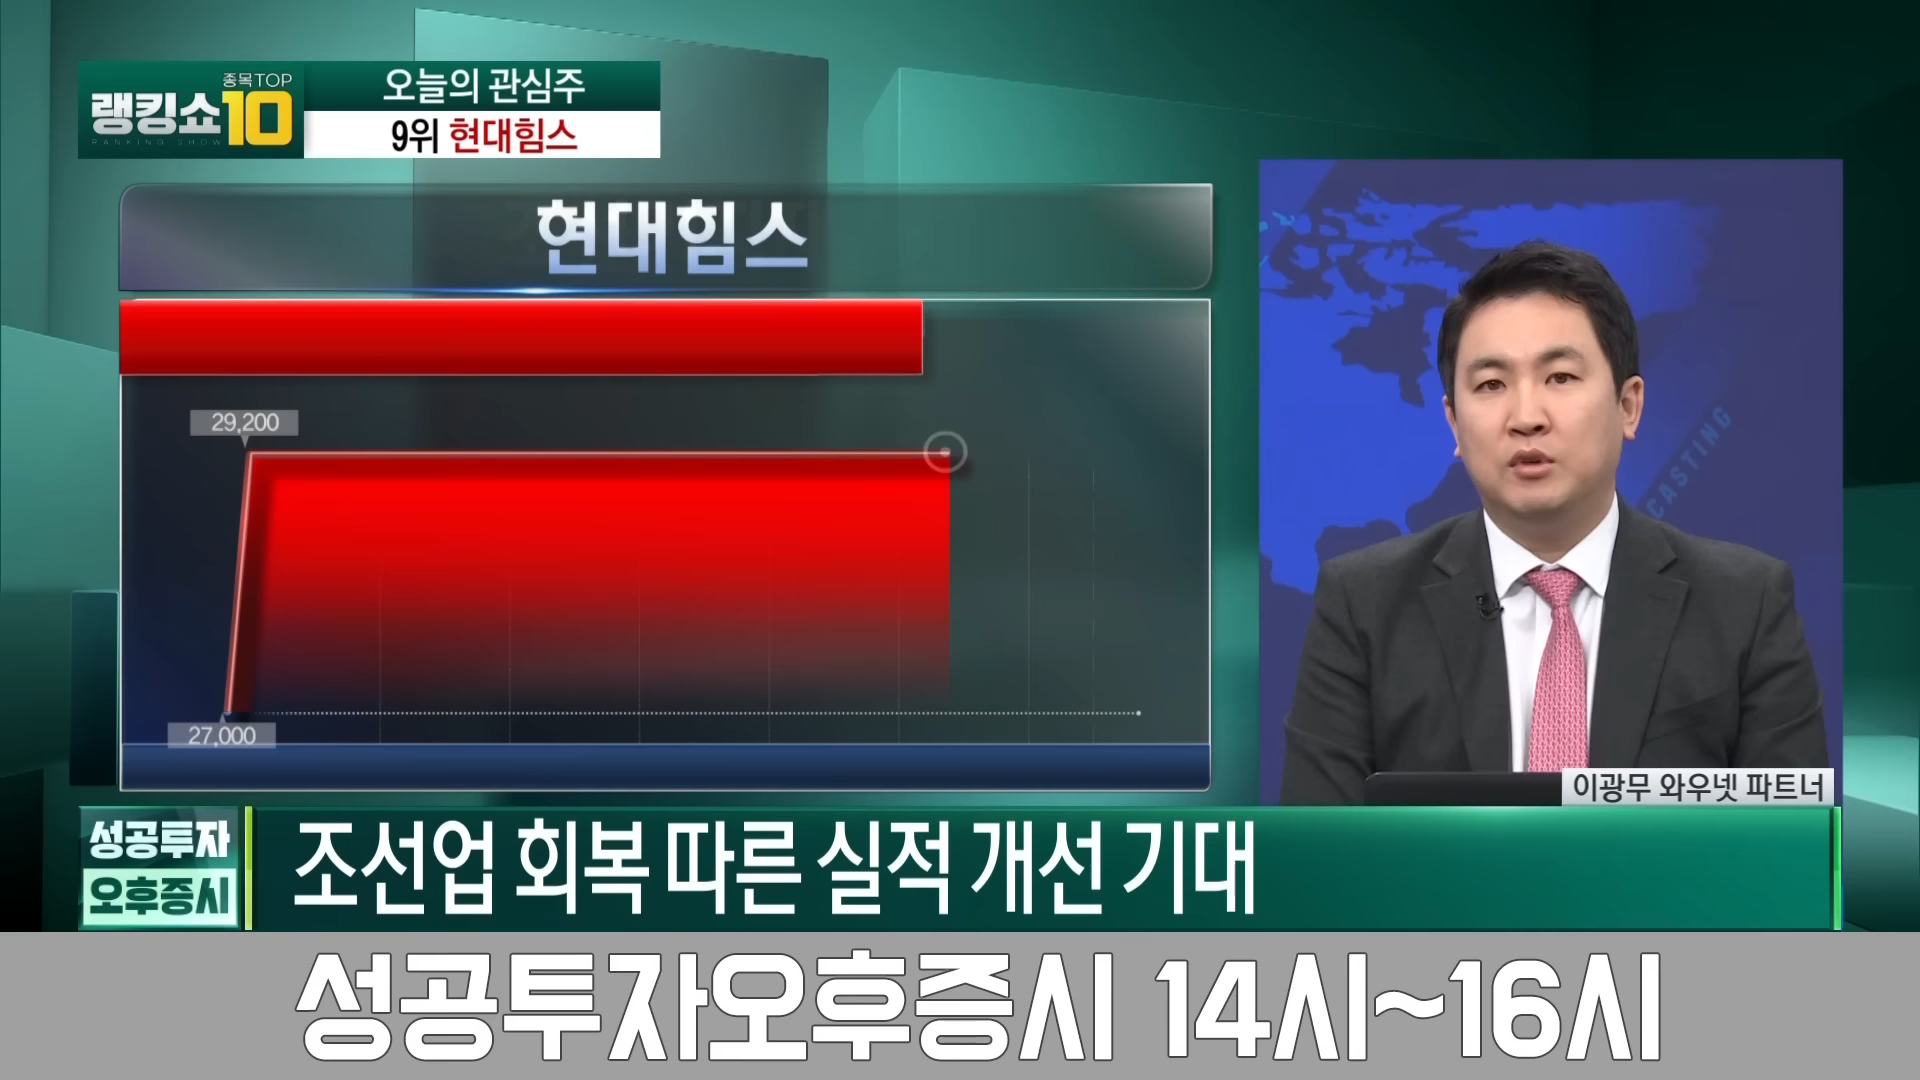 종목TOP
랭킹쇼10
RANKING SHOW
오늘의 관심주
9위 현대힘스
현대힘스
29,200
27,000
CASTING
이광무 와우넷 파트너
성공투자
오후증시
조선업 회복 따른 실적 개선 기대
성공투자오후증시 14시~16시